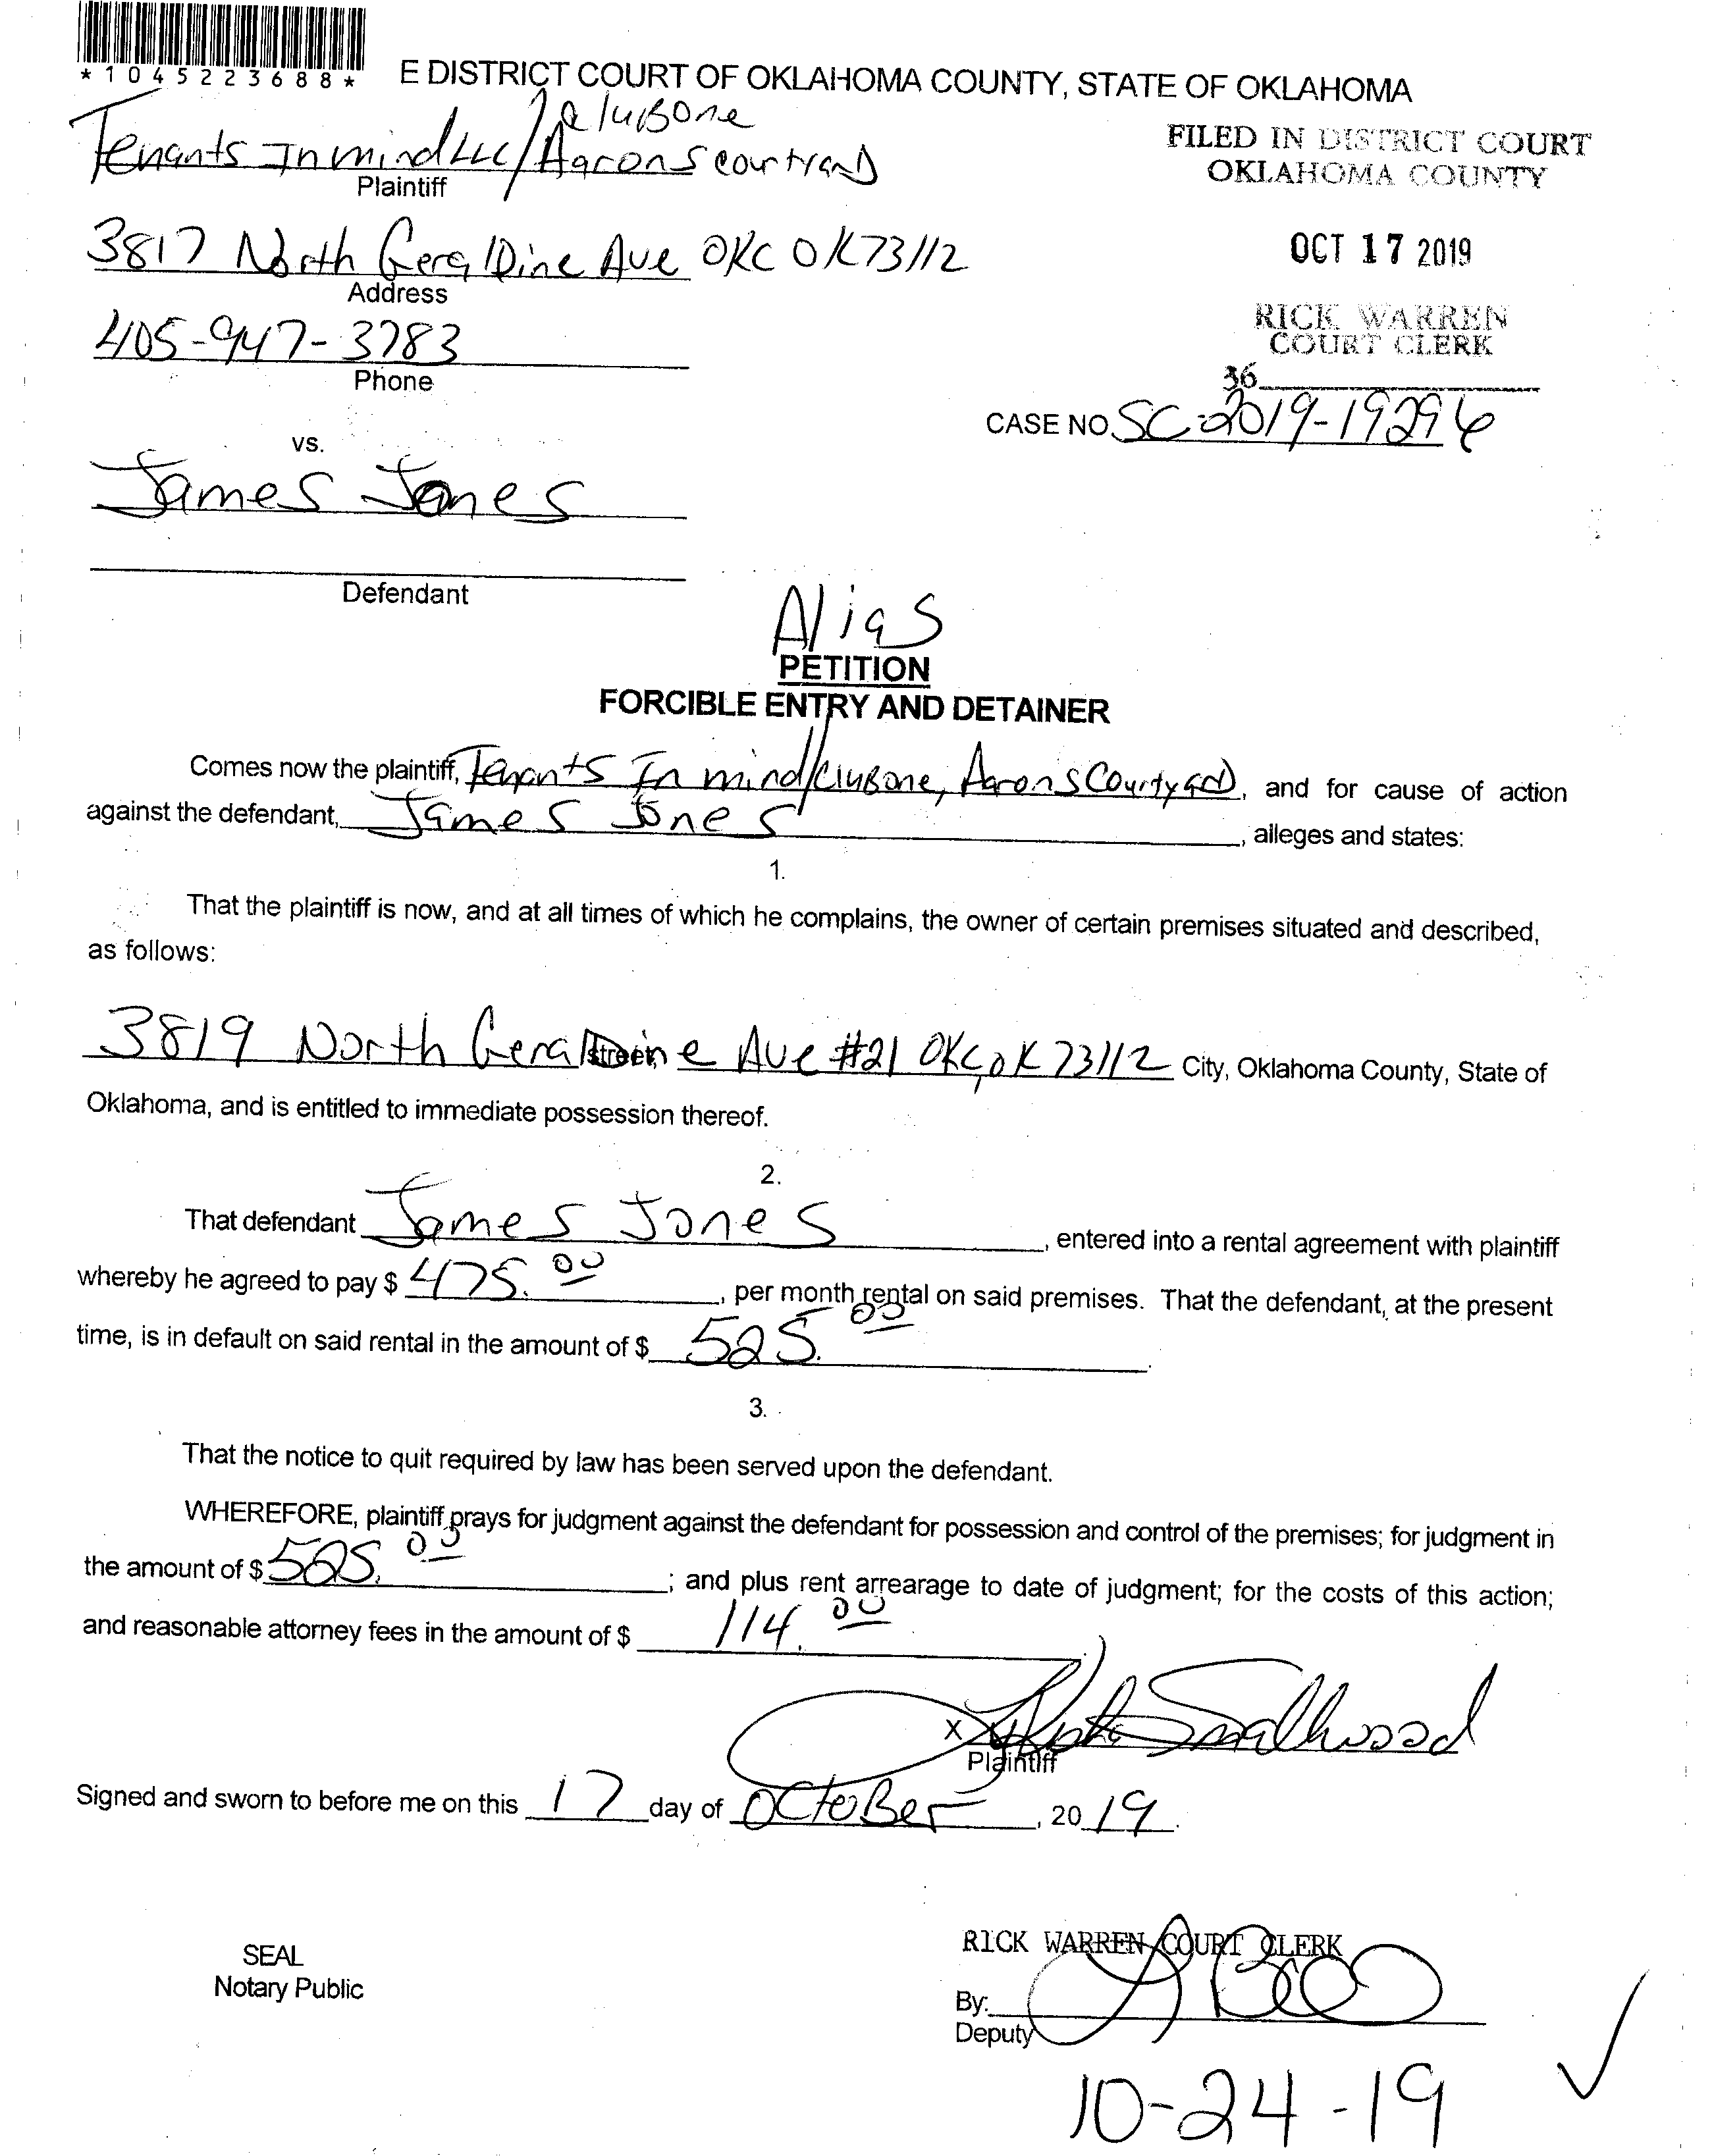 *1045223688*
E DISTRICT COURT OF OKLAHOMA COUNTY, STATE OF OKLAHOMA
FILED IN DISTRICT COURT
OKLAHOMA COUNTY
cluBone
Tenants In mind LLC/Aarons courtyard
Plaintiff
3817 North GeralDine Ave OKC OK 73112
Address
OCT 17 2019
405-947-3783
Phone
RICK WARREN
COURT CLERK
36
CASE NO. SC-2019-19296
vs.
James Jones
Defendant
Alias
PETITION
FORCIBLE ENTRY AND DETAINER
Comes now the plaintiff, Tenants In mind/cluBone, Aarons Courtyard, and for cause of action
against the defendant, James Jones, alleges and states:
1.
That the plaintiff is now, and at all times of which he complains, the owner of certain premises situated and described,
as follows:
3819 North GeralDine Ave #21 OKC, OK 73112 City, Oklahoma County, State of
street,
Oklahoma, and is entitled to immediate possession thereof.
2.
That defendant James Jones, entered into a rental agreement with plaintiff
whereby he agreed to pay $ 475.00, per month rental on said premises. That the defendant, at the present
time, is in default on said rental in the amount of $ 525.00.
3.
That the notice to quit required by law has been served upon the defendant.
WHEREFORE, plaintiff prays for judgment against the defendant for possession and control of the premises; for judgment in
the amount of $ 525.00; and plus rent arrearage to date of judgment; for the costs of this action;
and reasonable attorney fees in the amount of $ 114.00
X Smallwood
Plaintiff
Signed and sworn to before me on this 17 day of OctoBer, 2019.
SEAL
Notary Public
RICK WARREN COURT CLERK
By:
Deputy
10-24-19